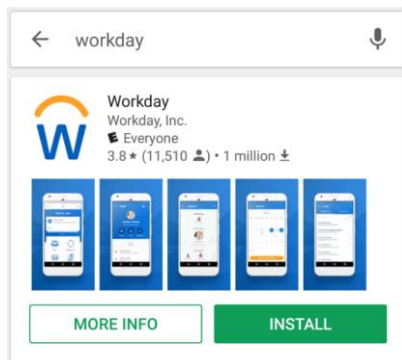 workday
Workday
Workday, Inc.
E Everyone
3.8★ (11,510 ) • 1 million
MORE INFO
INSTALL